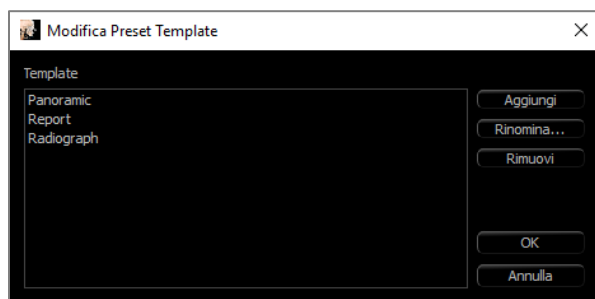 Modifica Preset Template
Template
Panoramic
Report
Radiograph
Aggiungi
Rinomina...
Rimuovi
OK
Annulla